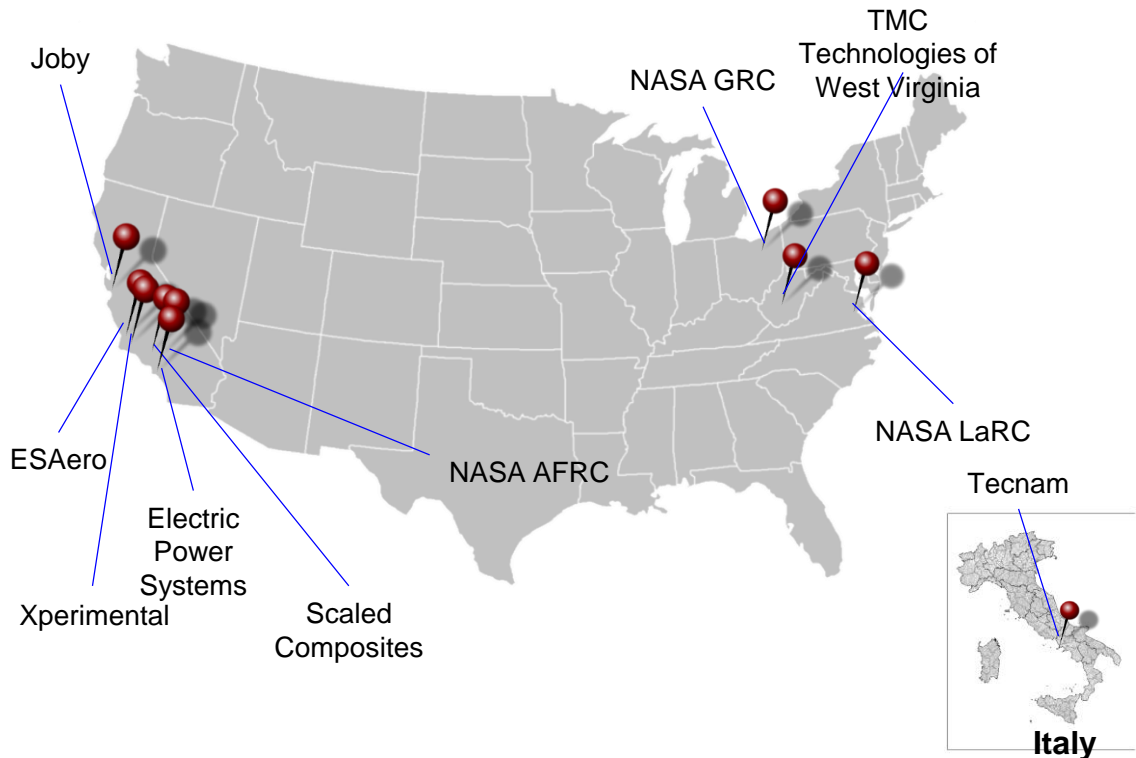 Joby
NASA GRC
TMC
Technologies of
West Virginia
ESAero
NASA AFRC
NASA LaRC
Tecnam
Electric
Power
Systems
Xperimental
Scaled
Composites
Italy